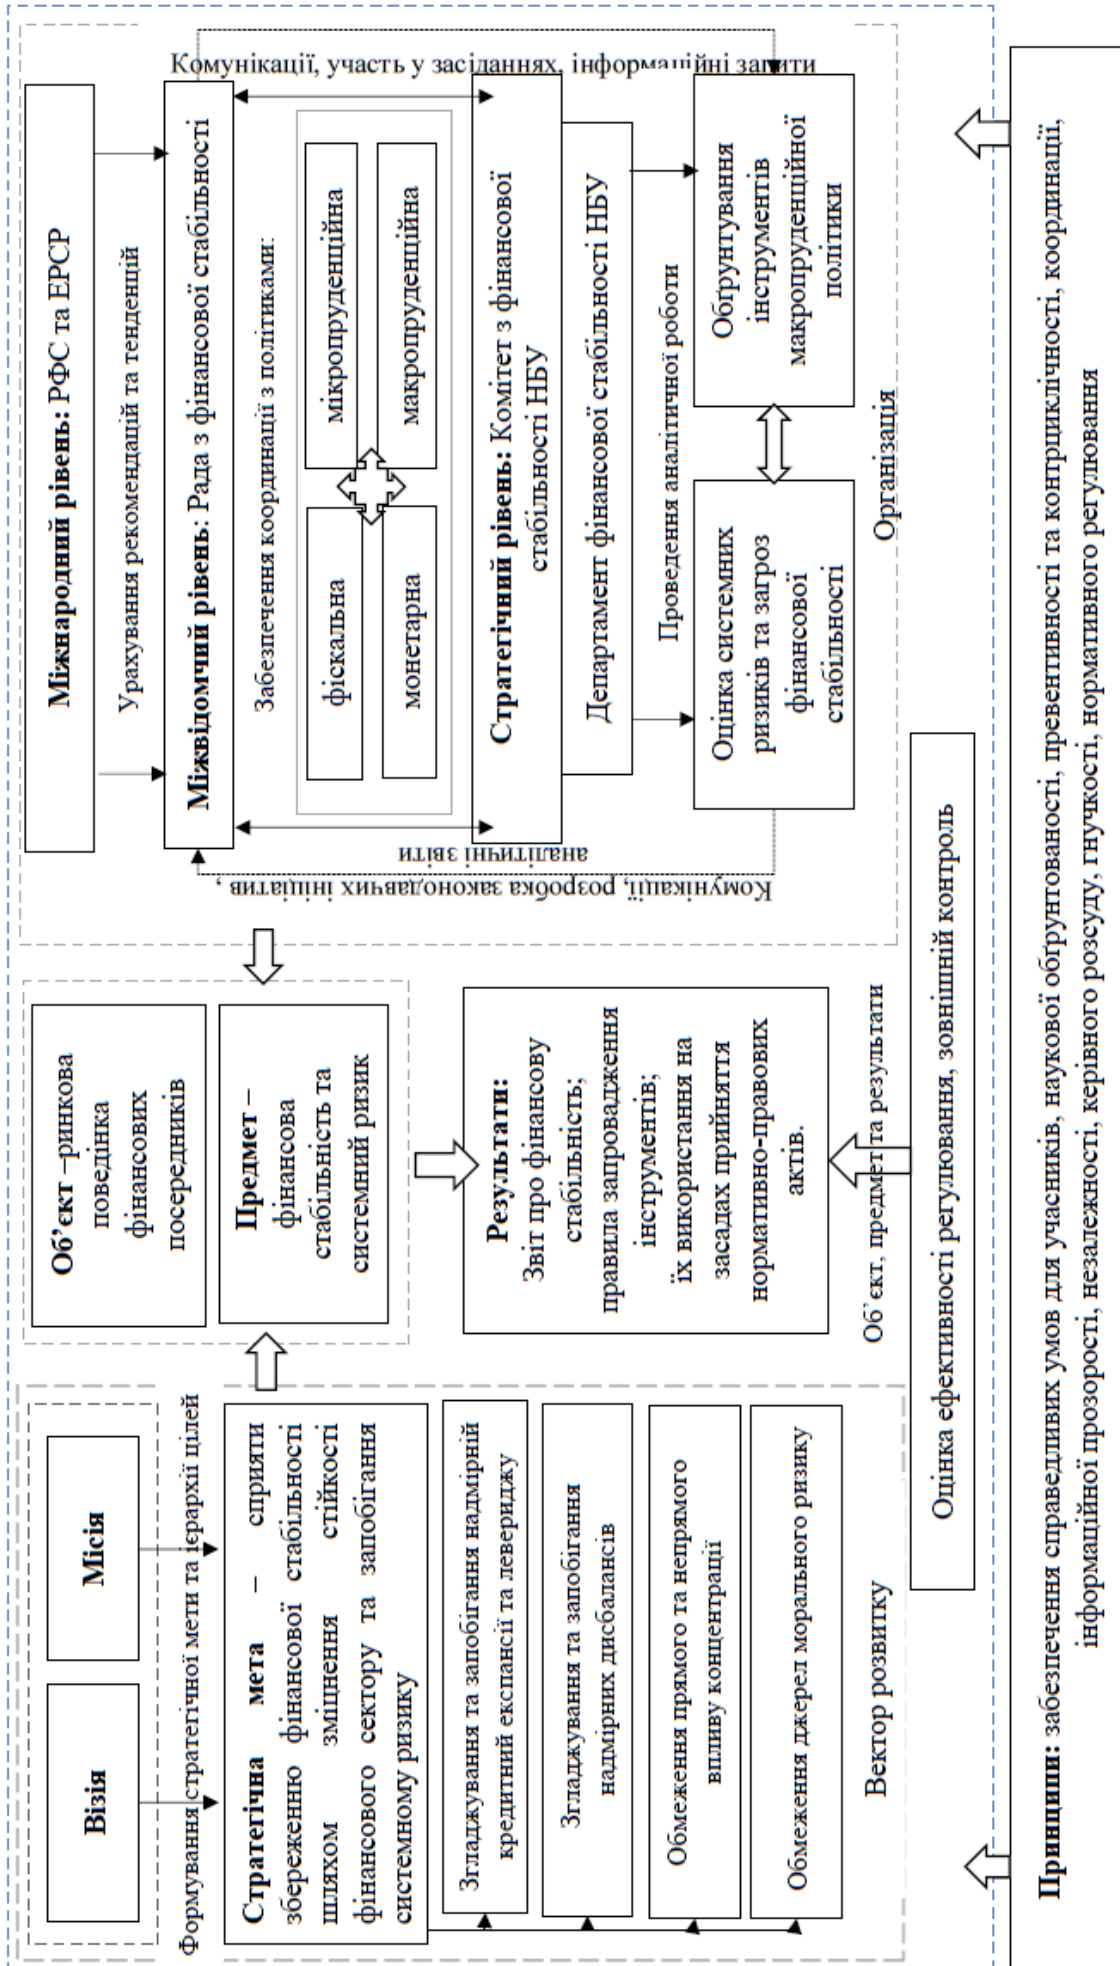 Візія
Місія
Формування стратегічної мети та ієрархії цілей
Стратегічна мета – сприяти
збереженню фінансової стабільності
шляхом зміцнення стійкості
фінансового сектору та запобігання
системному ризику
Згладжування та запобігання надмірній
кредитний експансії та левериджу
Згладжування та запобігання
надмірних дисбалансів
Обмеження прямого та непрямого
впливу концентрації
Обмеження джерел морального ризику
Вектор розвитку
Об’єкт –ринкова
поведінка
фінансових
посередників
Предмет –
фінансова
стабільність та
системний ризик
Результати:
Звіт про фінансову
стабільність;
правила запровадження
інструментів;
їх використання на
засадах прийняття
нормативно-правових
актів.
Об’єкт, предмет та результати
Міжнародний рівень: РФС та ЕРСР
Урахування рекомендацій та тенденцій
Міжвідомчий рівень: Рада з фінансової стабільності
Комунікації, участь у засіданнях, інформаційні запити
Забезпечення координації з політиками:
фіскальна
мікропруденційна
монетарна
макропруденційна
Комунікації, розробка законодавчих ініціатив,
аналітичні звіти
Стратегічний рівень: Комітет з фінансової
стабільності НБУ
Департамент фінансової стабільності НБУ
Проведення аналітичної роботи
Оцінка системних
ризиків та загроз
фінансової
стабільності
Обґрунтування
інструментів
макропруденційної
політики
Організація
Оцінка ефективності регулювання, зовнішній контроль
Принципи: забезпечення справедливих умов для учасників, наукової обґрунтованості, превентивності та контрциклічності, координації,
інформаційної прозорості, незалежності, керівного розсуду, гнучкості, нормативного регулювання